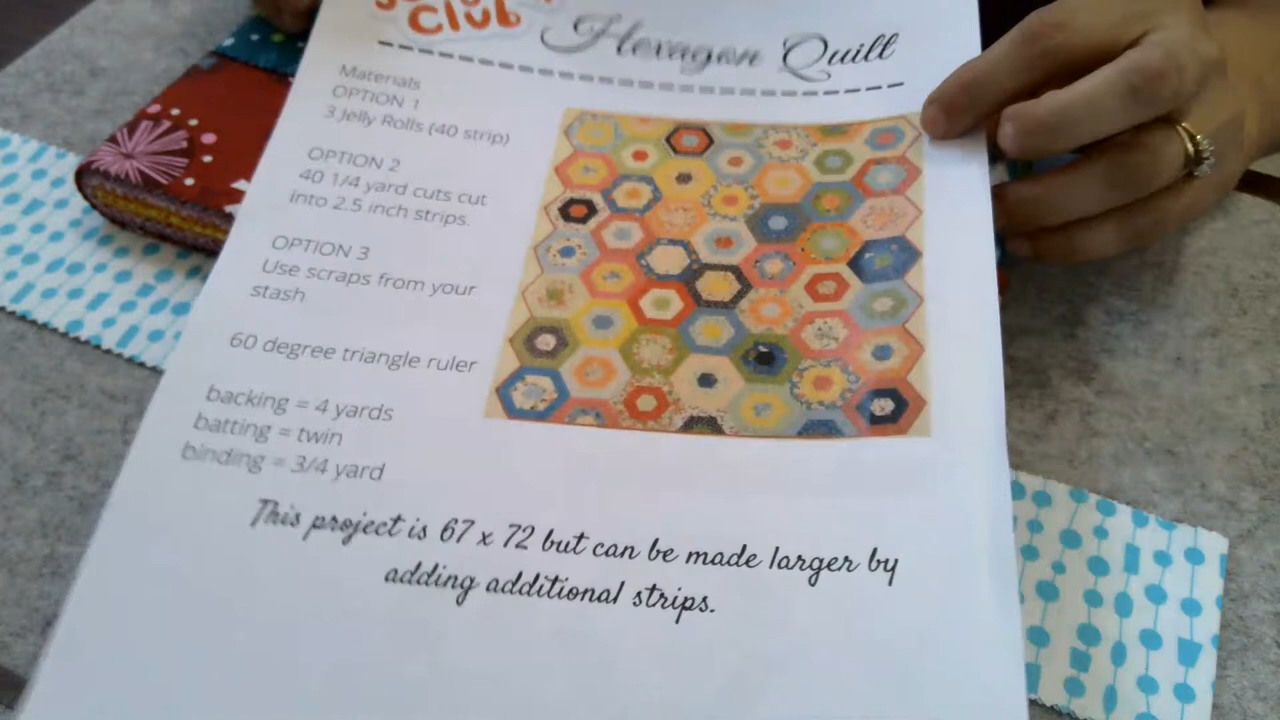 Club
Hexagon Quilt
Materials
OPTION 1
3 Jelly Rolls (40 strip)
OPTION 2
40 1/4 yard cuts cut
into 2.5 inch strips.
OPTION 3
Use scraps from your
stash
60 degree triangle ruler
backing = 4 yards
batting = twin
binding = 3/4 yard
This project is 67 x 72 but can be made larger by
adding additional strips.